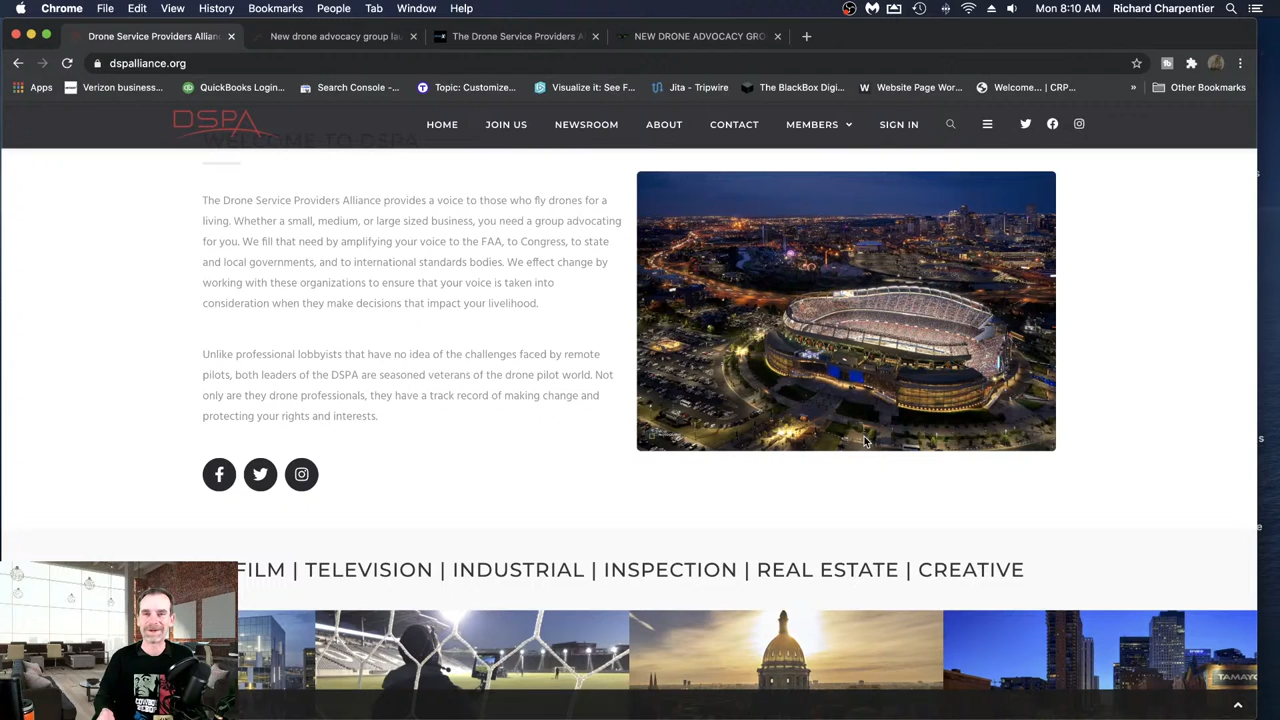 Chrome File Edit View History Bookmarks People Tab Window Help Mon 8:10 AM Richard Charpentier
Drone Service Providers Allianc New drone advocacy group lau The Drone Service Providers A NEW DRONE ADVOCACY GRO
dspalliance.org
Apps Verizon business... QuickBooks Login... Search Console -... Topic: Customize... Visualize it: See F... Jita - Tripwire The BlackBox Digi... Website Page Wor... Welcome... | CRP... » Other Bookmarks
DSPA HOME JOIN US NEWSROOM ABOUT CONTACT MEMBERS SIGN IN
WELCOME TO DSPA
The Drone Service Providers Alliance provides a voice to those who fly drones for a
living. Whether a small, medium, or large sized business, you need a group advocating
for you. We fill that need by amplifying your voice to the FAA, to Congress, to state
and local governments, and to international standards bodies. We effect change by
working with these organizations to ensure that your voice is taken into
consideration when they make decisions that impact your livelihood.
Unlike professional lobbyists that have no idea of the challenges faced by remote
pilots, both leaders of the DSPA are seasoned veterans of the drone pilot world. Not
only are they drone professionals, they have a track record of making change and
protecting your rights and interests.
FILM | TELEVISION | INDUSTRIAL | INSPECTION | REAL ESTATE | CREATIVE
TAMAYO